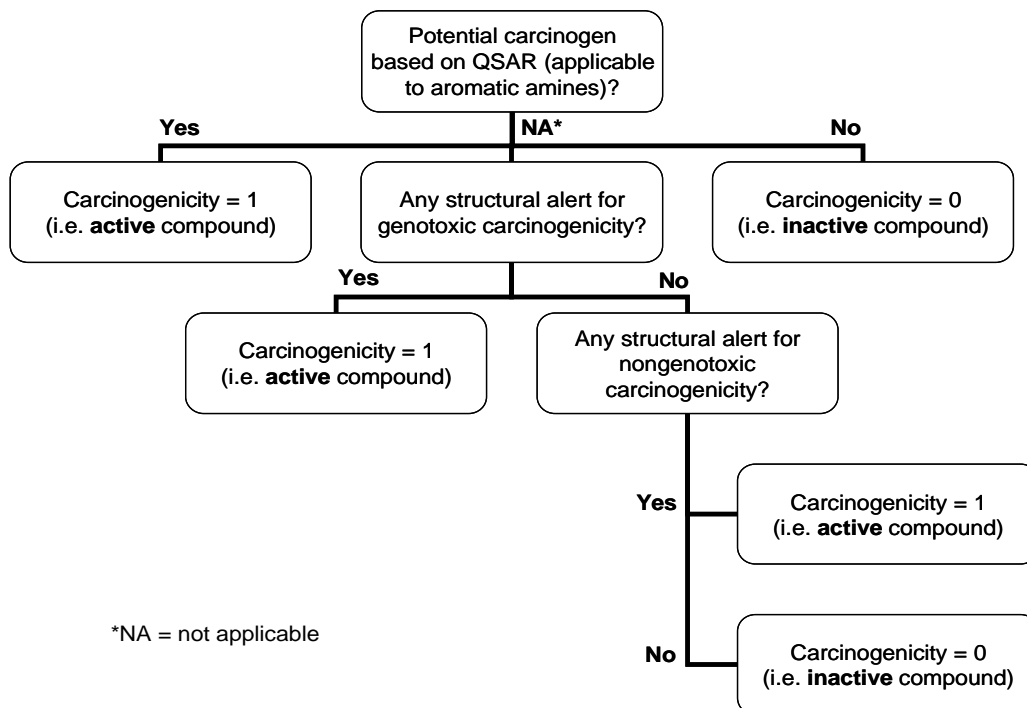 Potential carcinogen
based on QSAR (applicable
to aromatic amines)?
Yes
NA*
No
Carcinogenicity = 1
(i.e. active compound)
Any structural alert for
genotoxic carcinogenicity?
Carcinogenicity = 0
(i.e. inactive compound)
Yes
No
Carcinogenicity = 1
(i.e. active compound)
Any structural alert for
nongenotoxic
carcinogenicity?
Yes
Carcinogenicity = 1
(i.e. active compound)
No
Carcinogenicity = 0
(i.e. inactive compound)
*NA = not applicable